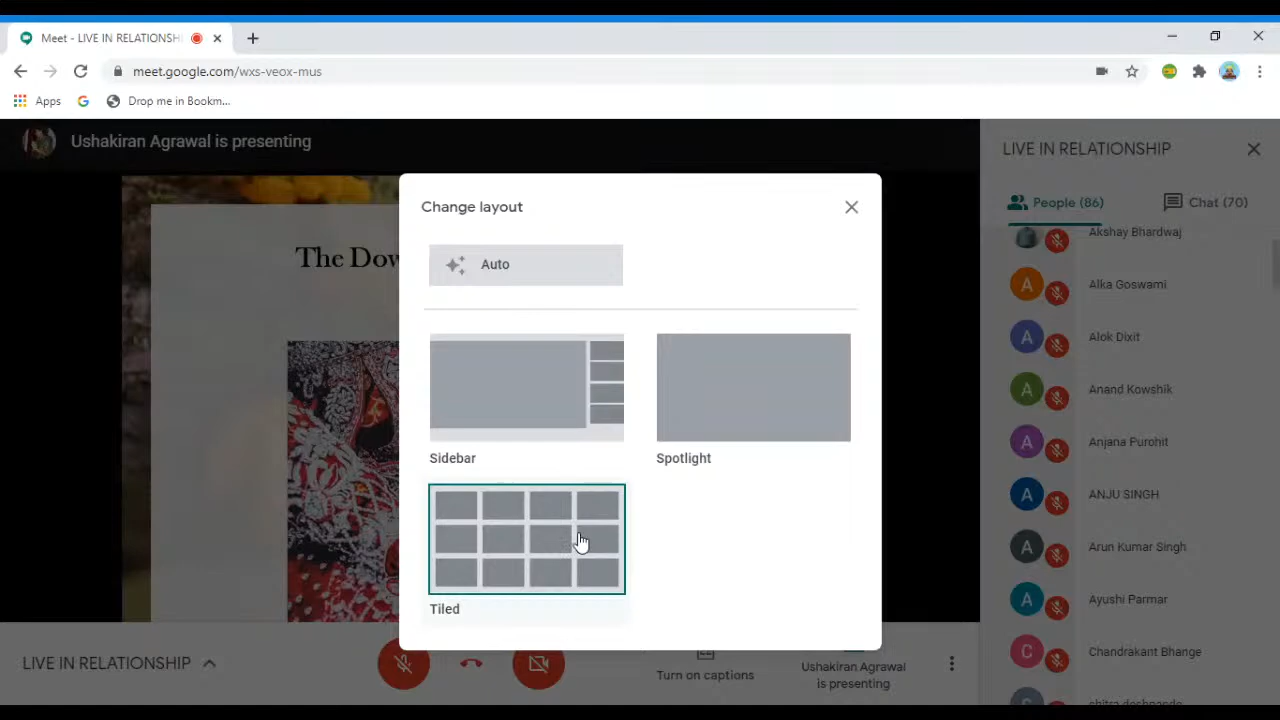 Meet - LIVE IN RELATIONSH
meet.google.com/wxs-veox-mus
Apps
Drop me in Bookm...
Ushakiran Agrawal is presenting
LIVE IN RELATIONSHIP
People (86)
Chat (70)
The Dow
Change layout
Auto
Sidebar
Spotlight
Tiled
Akshay Bhardwaj
A
Alka Goswami
A
Alok Dixit
A
Anand Kowshik
A
Anjana Purohit
A
ANJU SINGH
A
Arun Kumar Singh
A
Ayushi Parmar
C
Chandrakant Bhange
chitra deshpande
LIVE IN RELATIONSHIP
Turn on captions
Ushakiran Agrawal
is presenting